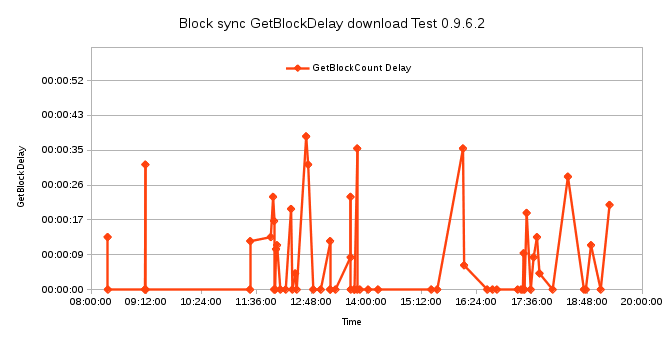 Block sync GetBlockDelay download Test 0.9.6.2
GetBlockCount Delay
GetBlockDelay
00:00:52
00:00:43
00:00:35
00:00:26
00:00:17
00:00:09
00:00:00
08:00:00 09:12:00 10:24:00 11:36:00 12:48:00 14:00:00 15:12:00 16:24:00 17:36:00 18:48:00 20:00:00
Time